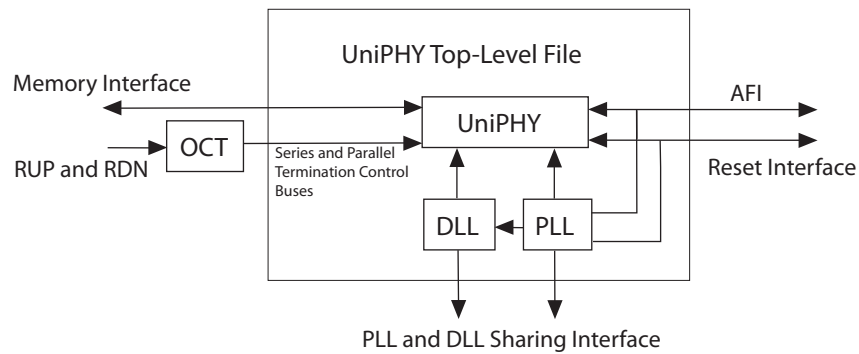 UniPHY Top-Level File
Memory Interface
AFI
UniPHY
OCT
RUP and RDN
Series and Parallel
Termination Control
Buses
Reset Interface
DLL
PLL
PLL and DLL Sharing Interface